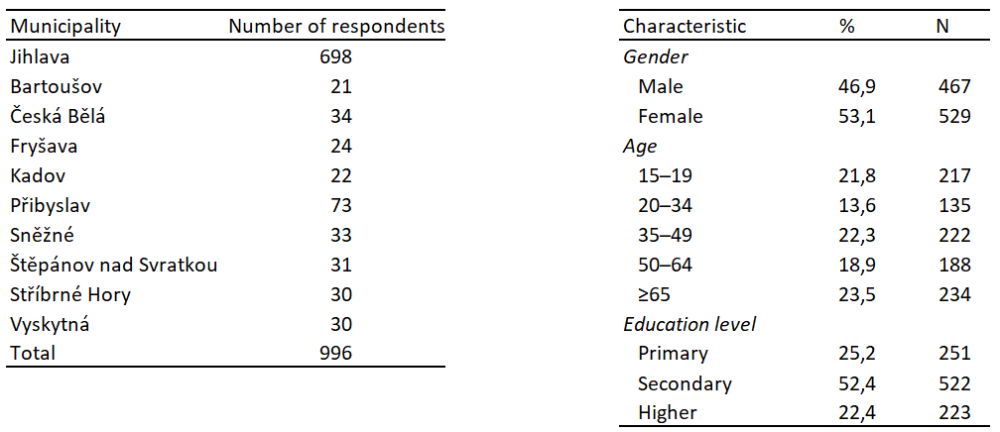 Municipality Number of respondents
Jihlava 698
Bartoušov 21
Česká Bělá 34
Fryšava 24
Kadov 22
Přibyslav 73
Sněžné 33
Štěpánov nad Svratkou 31
Stříbrné Hory 30
Vyskytná 30
Total 996
Characteristic % N
Gender
Male 46,9 467
Female 53,1 529
Age
15–19 21,8 217
20–34 13,6 135
35–49 22,3 222
50–64 18,9 188
≥65 23,5 234
Education level
Primary 25,2 251
Secondary 52,4 522
Higher 22,4 223